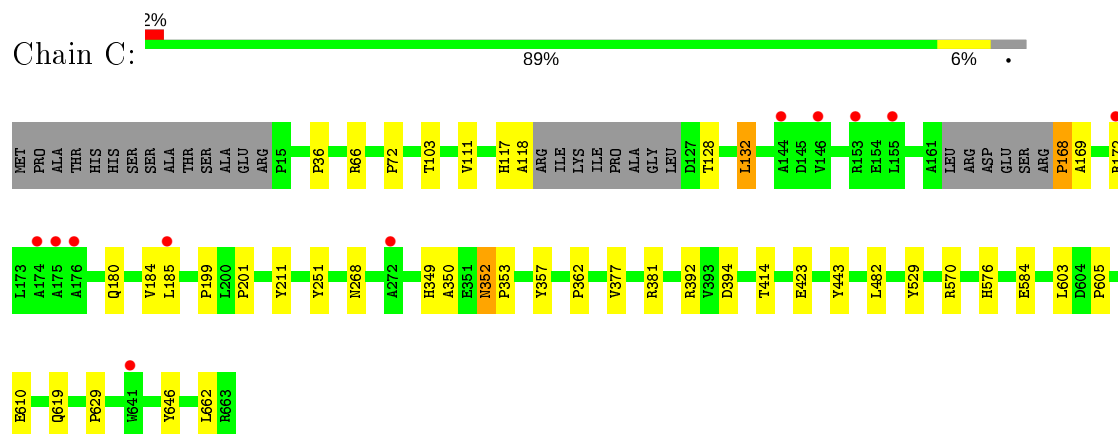 2%
Chain C:
89% 6% •
MET PRO ALA THR HIS HIS SER SER ALA THR SER ALA GLU ARG P15 P36 R66 P72 T103 V111 H117 A118 ARG ILE LYS ILE PRO ALA GLY LEU D127 T128 L132 A144 D145 V146 R153 E154 L155 A161 LEU ARG ASP GLU SER ARG P168 A169 R172
L173 A174 A175 A176 Q180 V184 L185 P199 L200 P201 Y211 Y251 N268 A272 H349 A350 E351 N352 P353 Y357 P362 V377 R381 R392 V393 D394 T414 E423 Y443 L482 Y529 R570 H576 E584 L603 D604 P605
E610 Q619 P629 W641 Y646 L662 R663